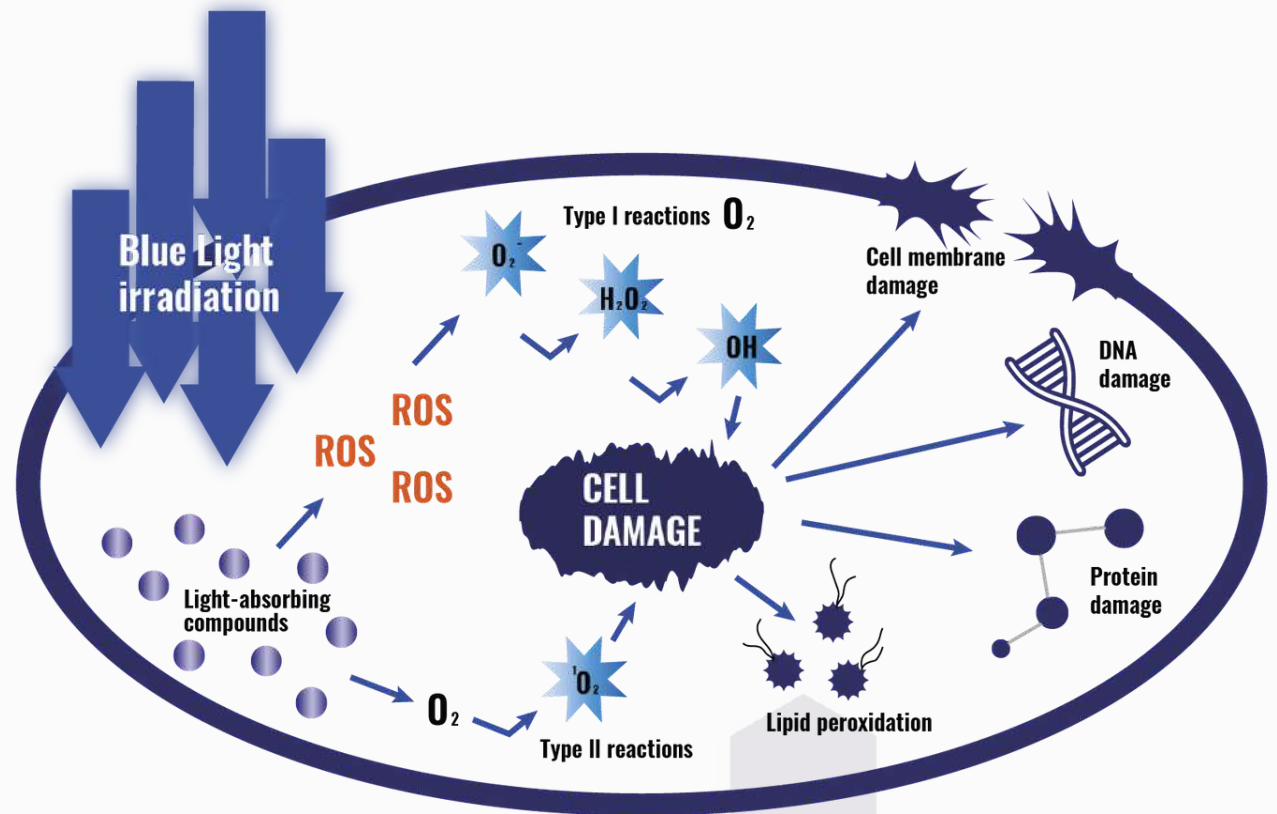 Blue Light
irradiation
Type I reactions O₂
O₂⁻
H₂O₂
OH
Cell membrane
damage
DNA
damage
ROS
ROS
ROS
CELL
DAMAGE
Light-absorbing
compounds
Protein
damage
O₂
¹O₂
Type II reactions
Lipid peroxidation